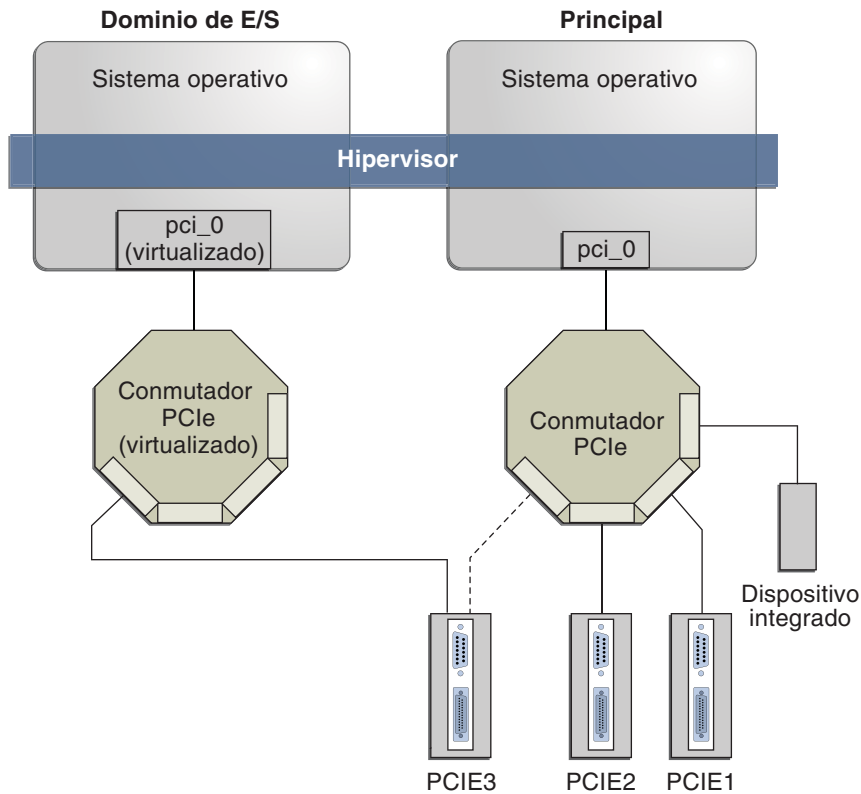 Dominio de E/S
Principal
Sistema operativo
Sistema operativo
Hipervisor
pci_0
(virtualizado)
pci_0
Conmutador
PCIe
(virtualizado)
Conmutador
PCIe
Dispositivo
integrado
PCIE3
PCIE2
PCIE1